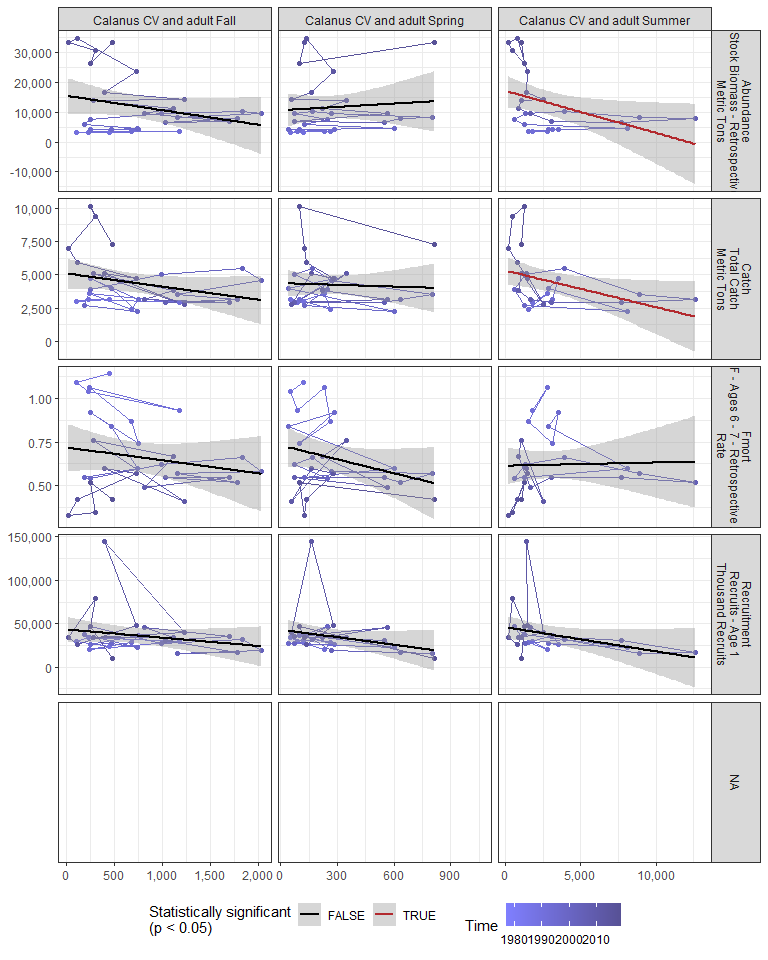 Calanus CV and adult Fall
Calanus CV and adult Spring
Calanus CV and adult Summer
30,000
20,000
10,000
0
-10,000
Abundance
Stock Biomass - Retrospectiv
Metric Tons
10,000
7,500
5,000
2,500
0
Catch
Total Catch
Metric Tons
1.00
0.75
0.50
Fmort
F - Ages 6 - 7 - Retrospective
Rate
150,000
100,000
50,000
0
Recruitment
Recruits - Age 1
Thousand Recruits
NA
0 500 1,000 1,500 2,000
0 300 600 900
0 5,000 10,000
Statistically significant
(p < 0.05)
FALSE
TRUE
Time
1980 1990 2000 2010